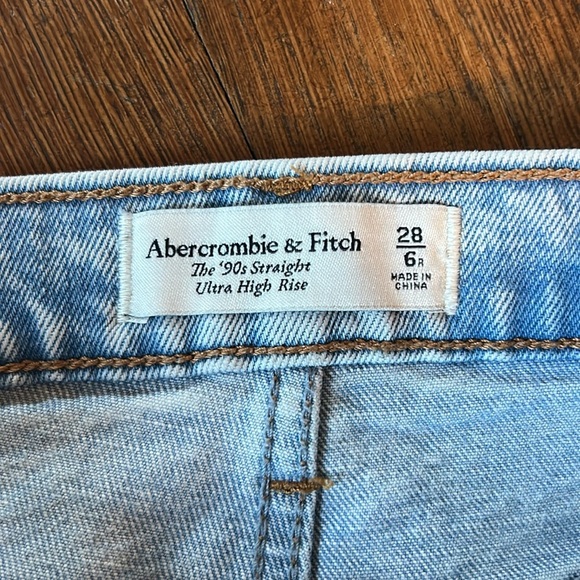 Abercrombie & Fitch
The '90s Straight
Ultra High Rise
28
6R
MADE IN
CHINA